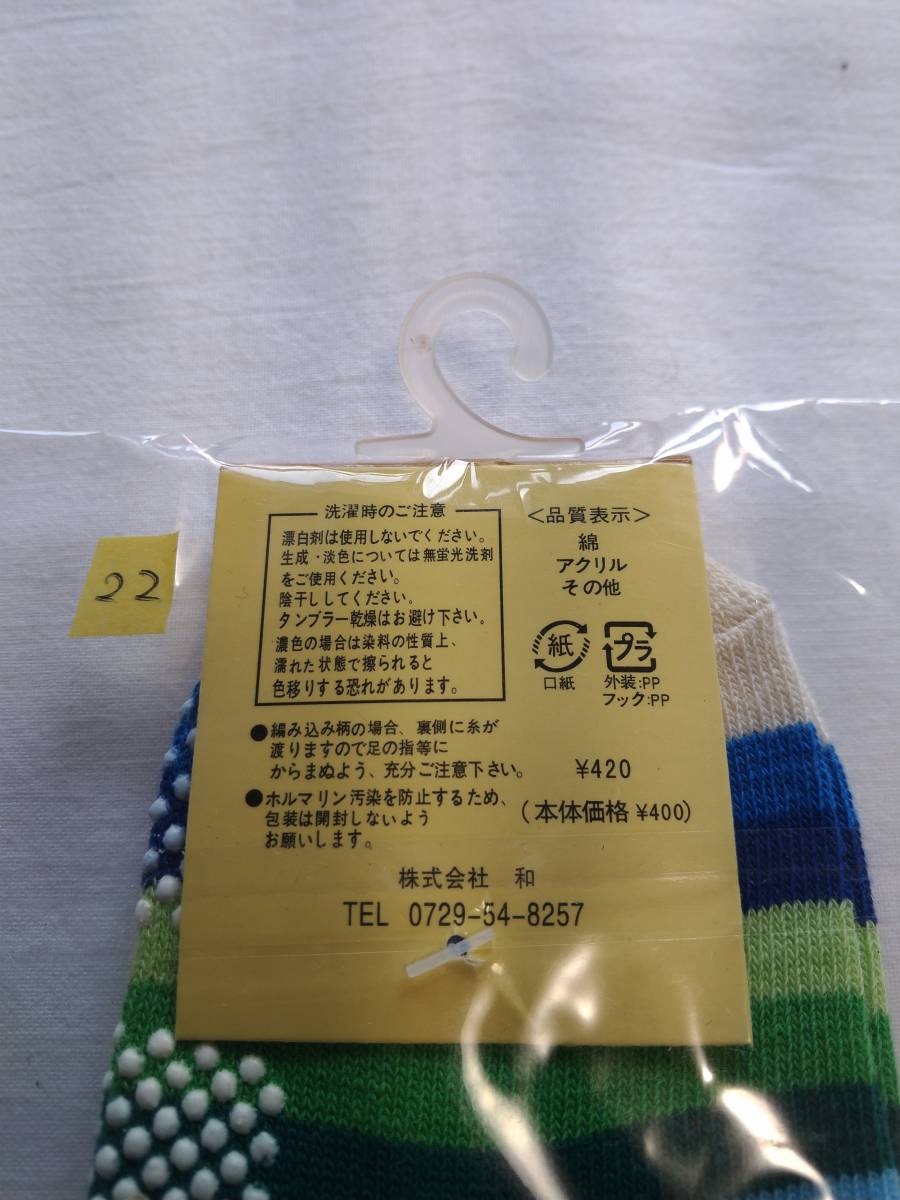 22
洗濯時のご注意
漂白剤は使用しないでください。
生成・淡色については無蛍光洗剤
をご使用ください。
陰干ししてください。
タンブラー乾燥はお避け下さい。
濃色の場合は染料の性質上、
濡れた状態で擦られると
色移りする恐れがあります。
<品質表示>
綿
アクリル
その他
紙
口紙
プラ
外装:PP
フック:PP
●編み込み柄の場合、裏側に糸が
渡りますので足の指等に
からまぬよう、充分ご注意下さい。
●ホルマリン汚染を防止するため、
包装は開封しないよう
お願いします。
¥420
(本体価格¥400)
株式会社 和
TEL 0729-54-8257